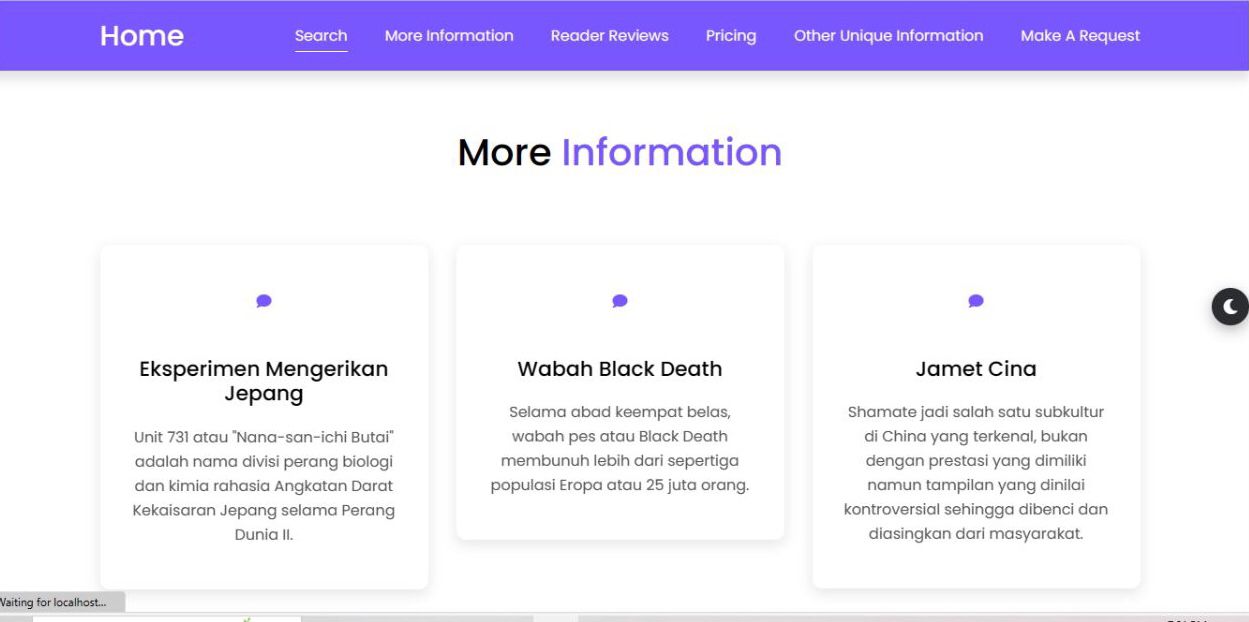 Home
Search
More Information
Reader Reviews
Pricing
Other Unique Information
Make A Request
More Information
Eksperimen Mengerikan
Jepang
Unit 731 atau "Nana-san-ichi Butai"
adalah nama divisi perang biologi
dan kimia rahasia Angkatan Darat
Kekaisaran Jepang selama Perang
Dunia II.
Wabah Black Death
Selama abad keempat belas,
wabah pes atau Black Death
membunuh lebih dari sepertiga
populasi Eropa atau 25 juta orang.
Jamet Cina
Shamate jadi salah satu subkultur
di China yang terkenal, bukan
dengan prestasi yang dimiliki
namun tampilan yang dinilai
kontroversial sehingga dibenci dan
diasingkan dari masyarakat.
Waiting for localhost...